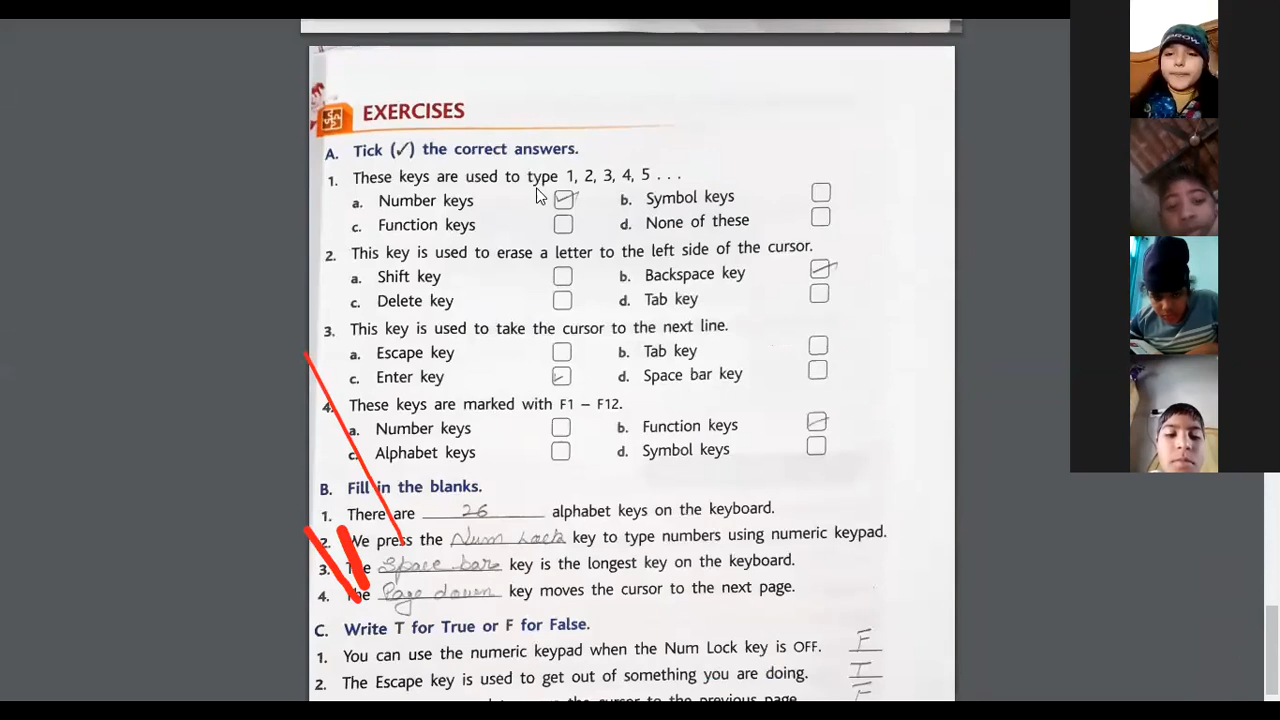 EXERCISES
A. Tick (✓) the correct answers.
1. These keys are used to type 1, 2, 3, 4, 5 . . .
a. Number keys b. Symbol keys
c. Function keys d. None of these
2. This key is used to erase a letter to the left side of the cursor.
a. Shift key b. Backspace key
c. Delete key d. Tab key
3. This key is used to take the cursor to the next line.
a. Escape key b. Tab key
c. Enter key d. Space bar key
4. These keys are marked with F1 – F12.
a. Number keys b. Function keys
c. Alphabet keys d. Symbol keys
B. Fill in the blanks.
1. There are 26 alphabet keys on the keyboard.
2. We press the Num Lock key to type numbers using numeric keypad.
3. The Space bar key is the longest key on the keyboard.
4. The Page down key moves the cursor to the next page.
C. Write T for True or F for False.
1. You can use the numeric keypad when the Num Lock key is OFF. F
2. The Escape key is used to get out of something you are doing. T
the cursor to the previous page. F